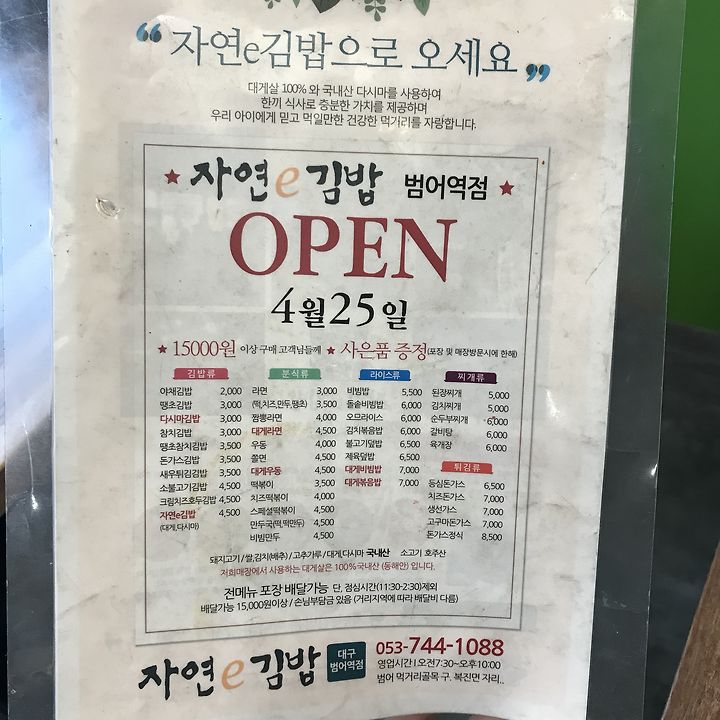 “ 자연e김밥으로 오세요 ”
대게살 100% 와 국내산 다시마를 사용하여
한끼 식사로 충분한 가치를 제공하며
우리 아이에게 믿고 먹일만한 건강한 먹거리를 자랑합니다.
★ 자연e김밥 범어역점 ★
OPEN
4월25일
★ 15000원 이상 구매 고객님들께 ★ 사은품 증정(포장 및 매장방문시에 한해)
김밥류
야채김밥 2,000
땡초김밥 3,000
다시마김밥 3,000
참치김밥 3,000
땡초참치김밥 3,500
돈가스김밥 3,500
새우튀김김밥 3,500
소불고기김밥 4,500
크림치즈호두김밥 4,500
자연e김밥 4,500
(대게,다시마)
분식류
라면 3,000
(떡,치즈,만두,땡초) 3,500
짬뽕라면 4,000
대게라면 4,500
우동 4,000
쫄면 4,500
대게우동 4,500
떡볶이 3,500
치즈떡볶이 4,000
스페셜떡볶이 4,500
만두국(떡,떡만두) 4,500
비빔만두 4,500
라이스류
비빔밥 5,500
돌솥비빔밥 6,000
오므라이스 6,000
김치볶음밥 6,000
불고기덮밥 6,500
제육덮밥 6,500
대게비빔밥 7,000
대게볶음밥 7,000
찌개류
된장찌개 5,000
김치찌개 5,000
순두부찌개 6,000
갈비탕 6,000
육개장 6,000
튀김류
등심돈가스 6,500
치즈돈가스 7,000
생선가스 7,000
고구마돈가스 7,000
돈가스정식 8,500
돼지고기 / 쌀,김치(배추) / 고추가루 / 대게,다시마 국내산 소고기 호주산
저희매장에서 사용하는 대게살은 100%국내산 (동해안) 입니다.
전메뉴 포장 배달가능 단, 점심시간(11:30-2:30)제외
배달가능 15,000원이상 / 손님부담금 있음 (거리지역에 따라 배달비 다름)
자연e김밥
대구
범어역점
053-744-1088
영업시간 I 오전7:30~오후10:00
범어 먹거리골목 구. 복진면 자리..